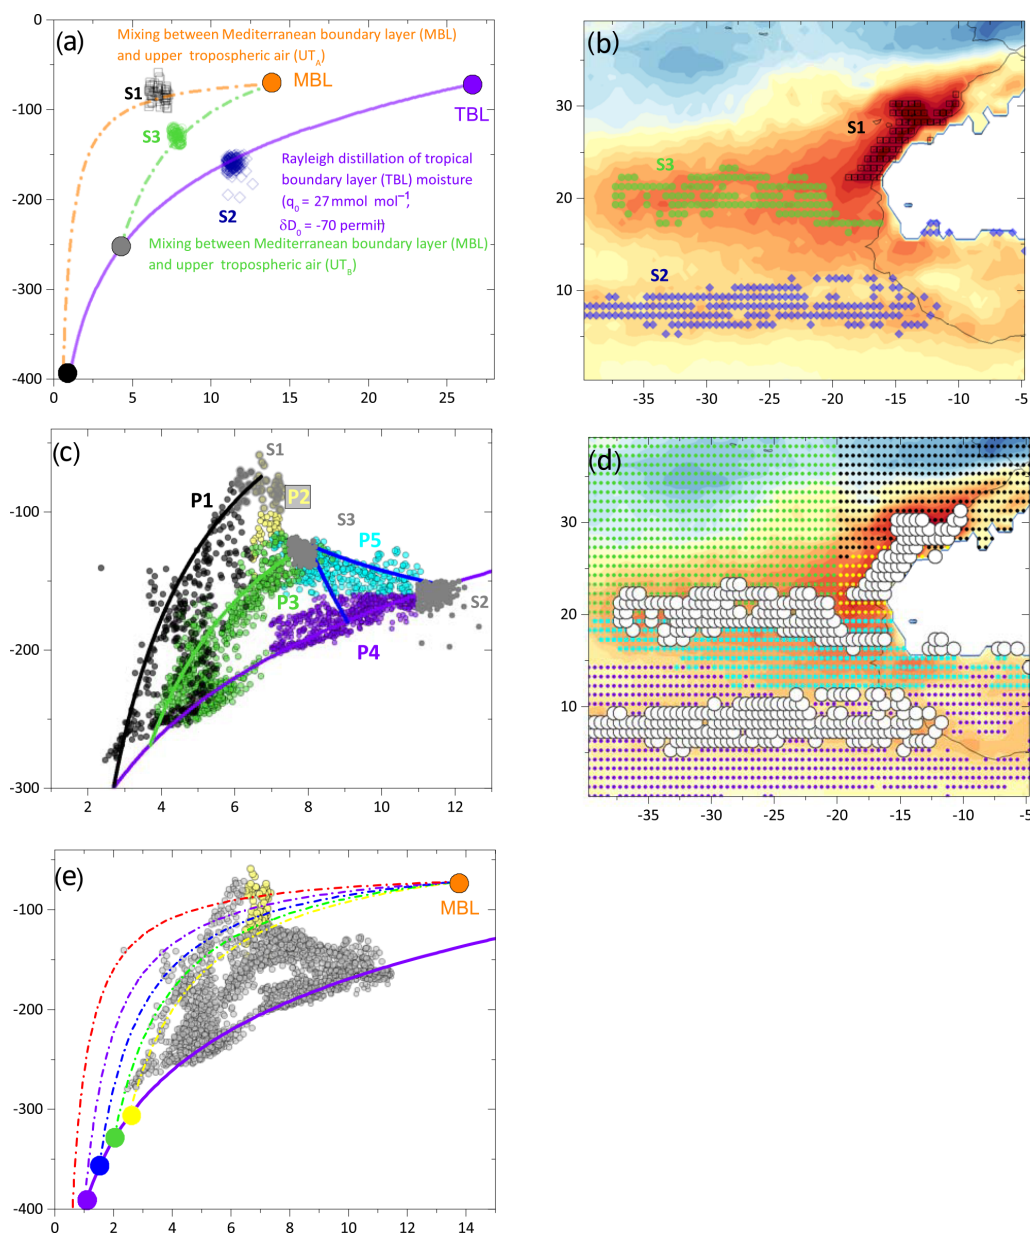 (a)
Mixing between Mediterranean boundary layer (MBL)
and upper tropospheric air (UT_A)
S1
MBL
S3
TBL
Rayleigh distillation of tropical
boundary layer (TBL) moisture
(q₀ = 27 mmol mol⁻¹;
δD₀ = -70 permil)
S2
Mixing between Mediterranean boundary layer (MBL)
and upper tropospheric air (UT_B)
0
-100
-200
-300
-400
0 5 10 15 20 25
(b)
S1
S3
S2
30
20
10
-35 -30 -25 -20 -15 -10 -5
(c)
S1
P1
P2
S3
P5
P3
S2
P4
-100
-200
-300
2 4 6 8 10 12
(d)
30
20
10
-35 -30 -25 -20 -15 -10 -5
(e)
MBL
-100
-200
-300
-400
0 2 4 6 8 10 12 14